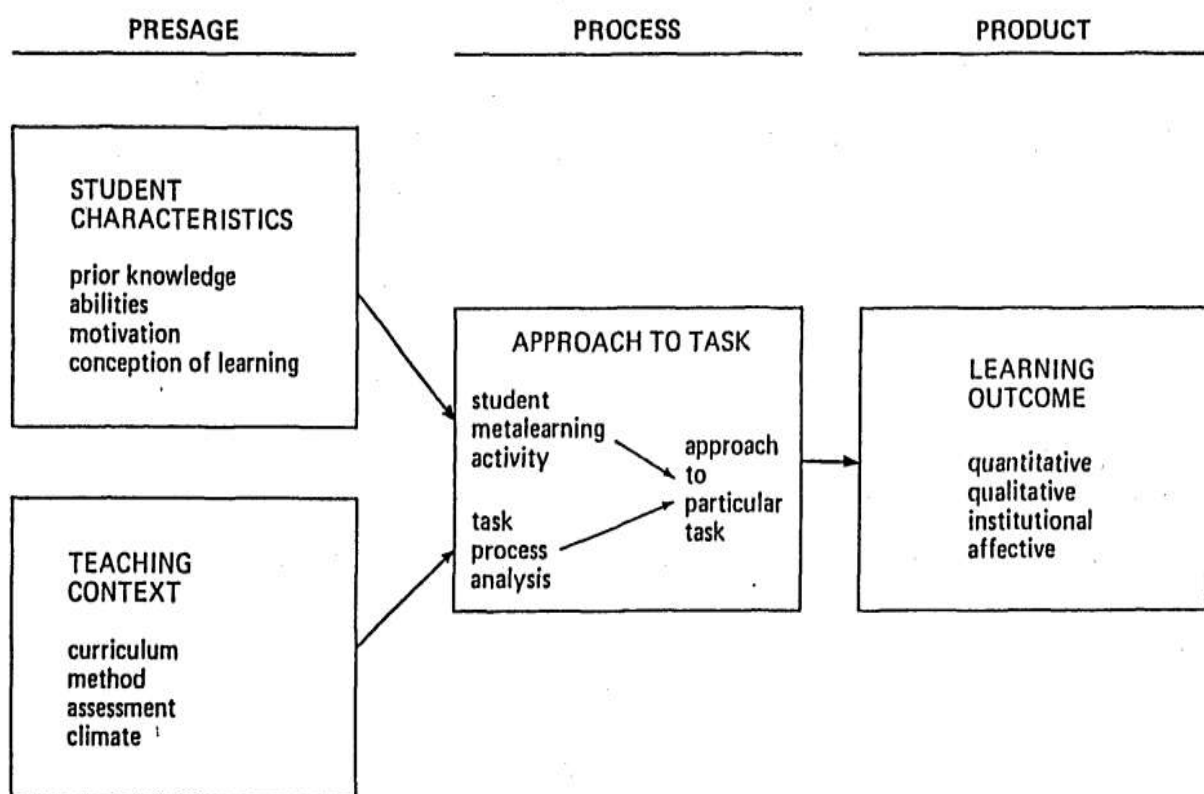 PRESAGE
PROCESS
PRODUCT
STUDENT
CHARACTERISTICS
prior knowledge
abilities
motivation
conception of learning
TEACHING
CONTEXT
curriculum
method
assessment
climate
APPROACH TO TASK
student
metalearning
activity
task
process
analysis
approach
to
particular
task
LEARNING
OUTCOME
quantitative
qualitative
institutional
affective